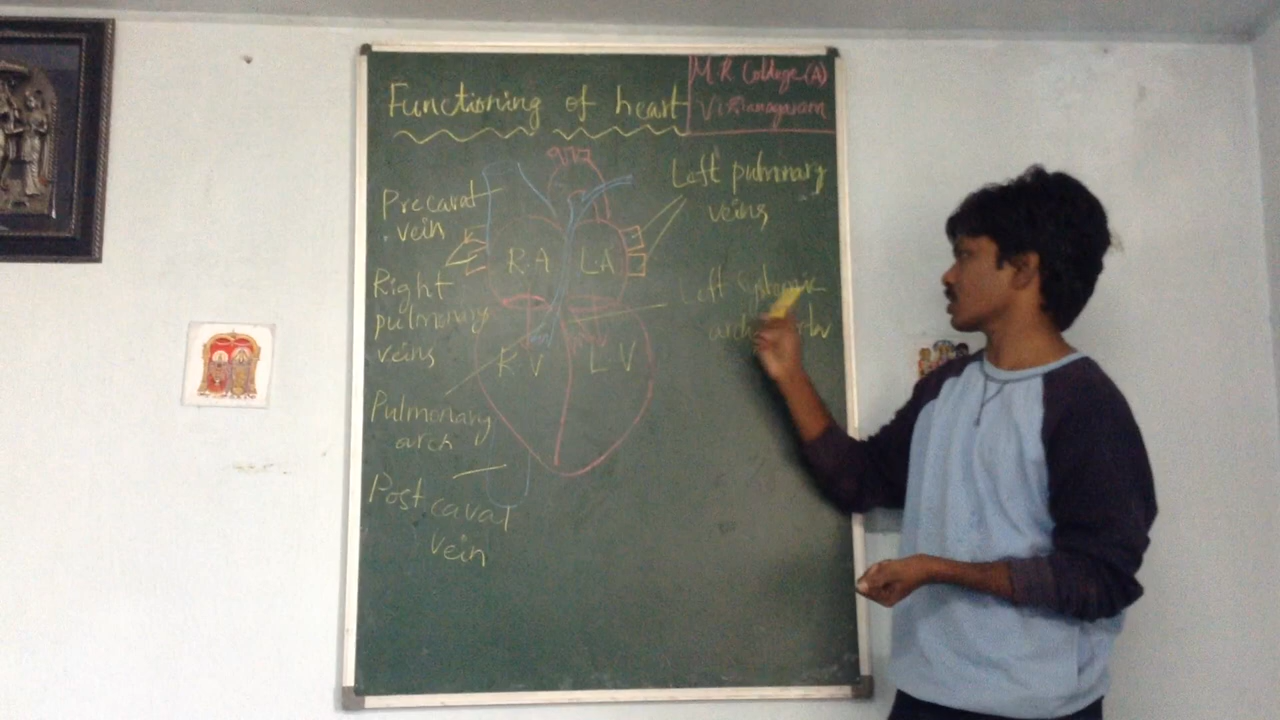 Functioning of heart
M.R. College (A)
Vizianagaram
Precaval
vein
Left pulmonary
veins
R.A
L.A
Right
pulmonary
veins
Left systemic
R.V
L.V
Pulmonary
arch
Post caval
vein